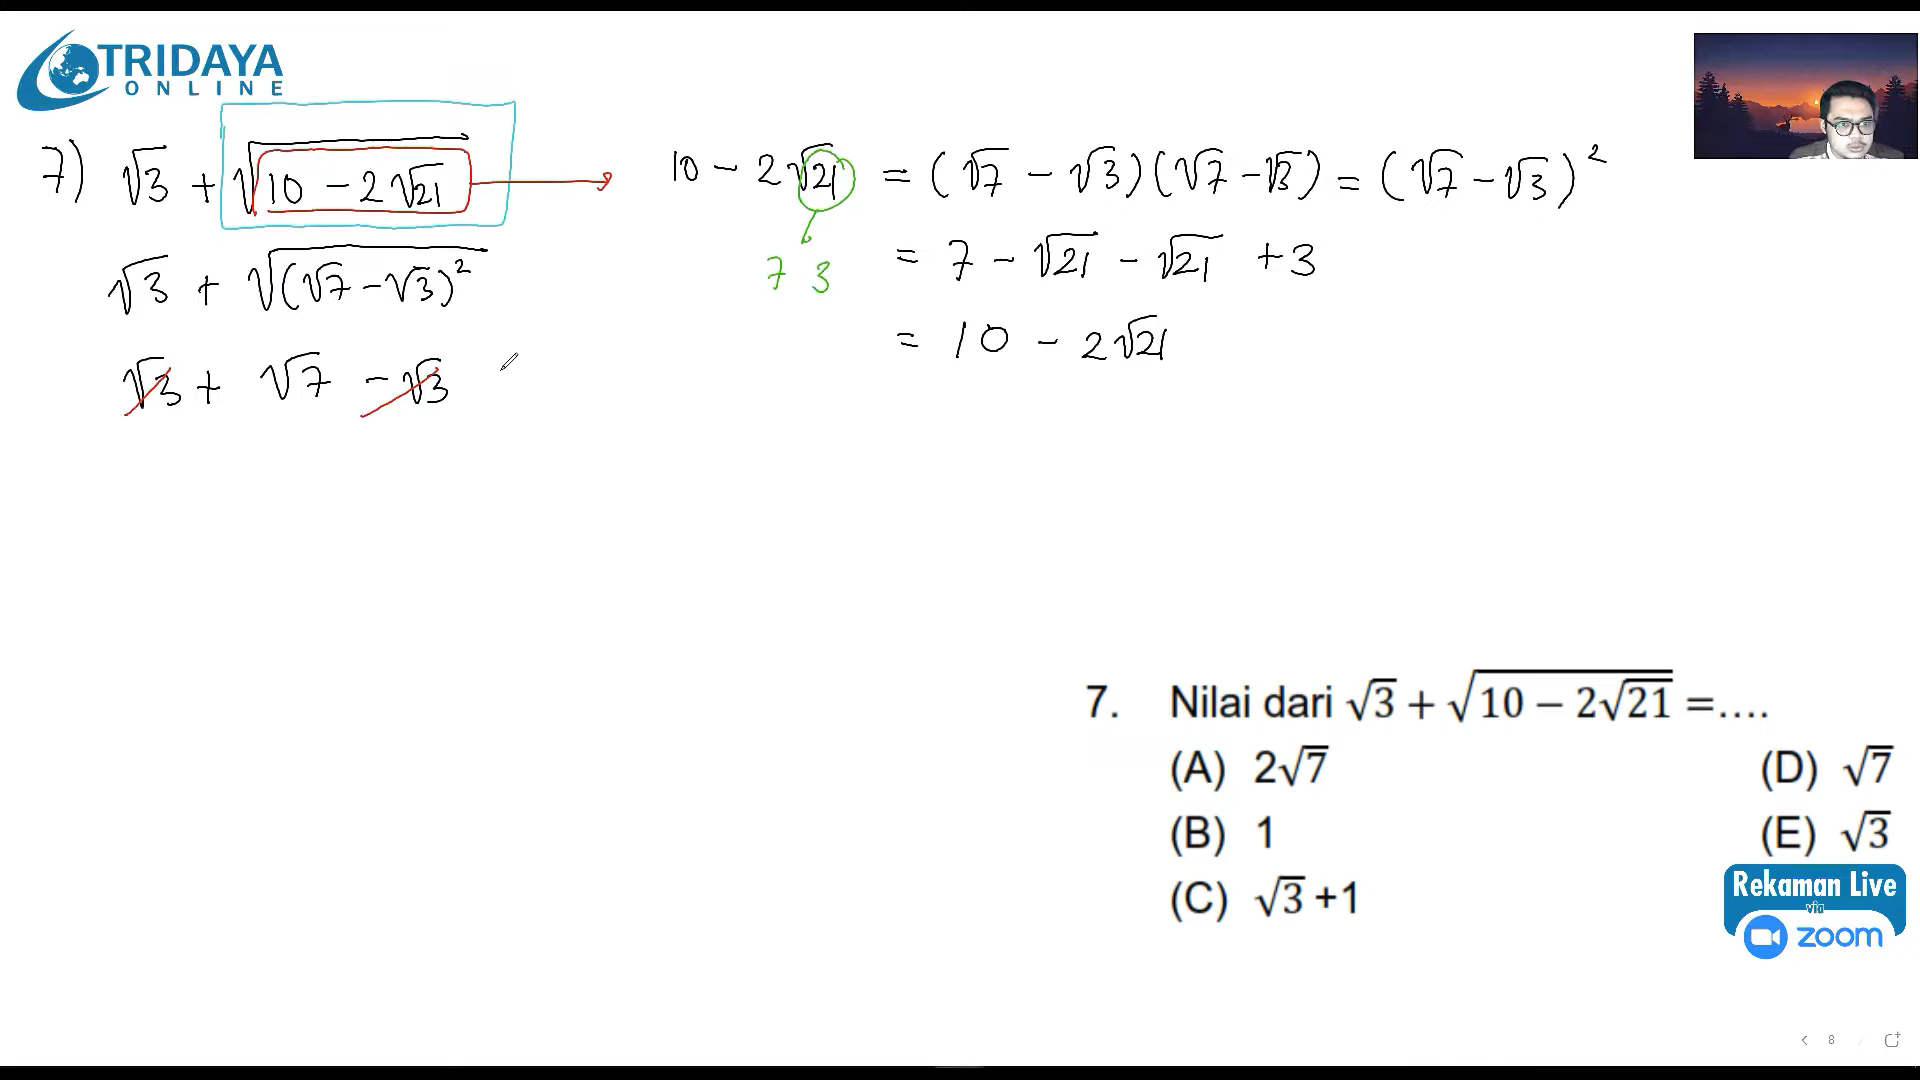 TRIDAYA
ONLINE
7) √3 + √(10 − 2√21)
√3 + √((√7 − √3)²)
√3 + √7 − √3
10 − 2√21 = (√7 − √3)(√7 − √3) = (√7 − √3)²
7 3
= 7 − √21 − √21 + 3
= 10 − 2√21
7. Nilai dari √3 + √(10 − 2√21) =....
(A) 2√7
(B) 1
(C) √3 +1
(D) √7
(E) √3
Rekaman Live
via
zoom
8